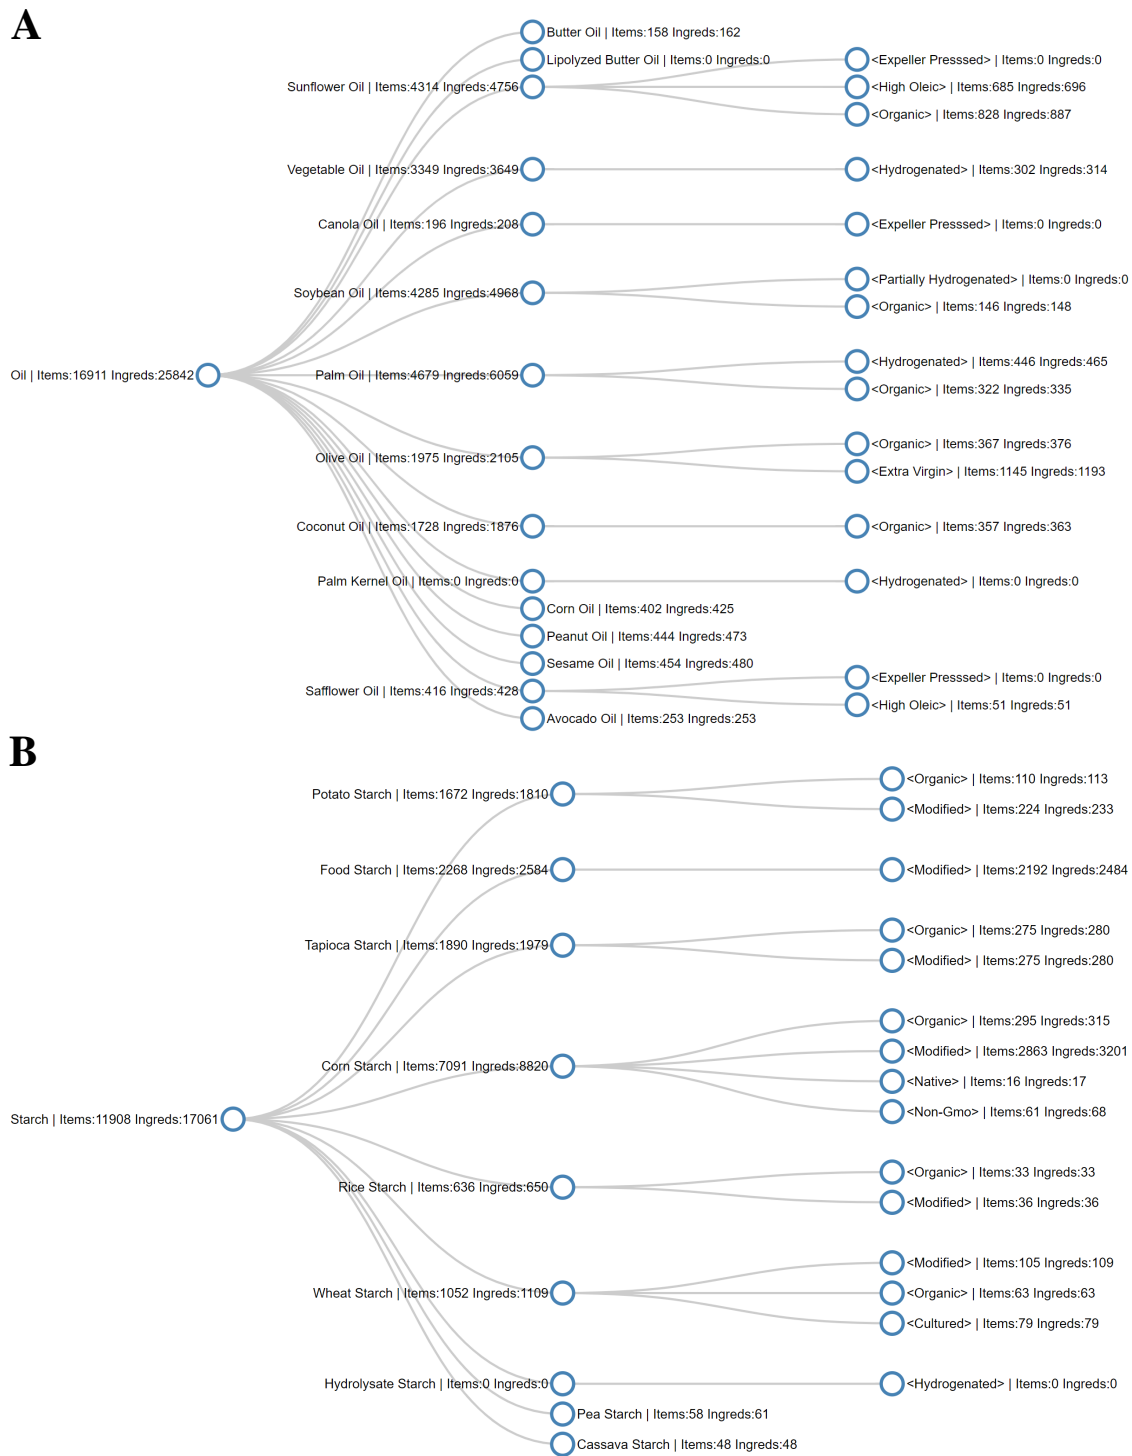 A
Butter Oil | Items:158 Ingreds:162
Lipolyzed Butter Oil | Items:0 Ingreds:0
<Expeller Presssed> | Items:0 Ingreds:0
Sunflower Oil | Items:4314 Ingreds:4756
<High Oleic> | Items:685 Ingreds:696
<Organic> | Items:828 Ingreds:887
Vegetable Oil | Items:3349 Ingreds:3649
<Hydrogenated> | Items:302 Ingreds:314
Canola Oil | Items:196 Ingreds:208
<Expeller Presssed> | Items:0 Ingreds:0
Soybean Oil | Items:4285 Ingreds:4968
<Partially Hydrogenated> | Items:0 Ingreds:0
<Organic> | Items:146 Ingreds:148
Oil | Items:16911 Ingreds:25842
Palm Oil | Items:4679 Ingreds:6059
<Hydrogenated> | Items:446 Ingreds:465
<Organic> | Items:322 Ingreds:335
Olive Oil | Items:1975 Ingreds:2105
<Organic> | Items:367 Ingreds:376
<Extra Virgin> | Items:1145 Ingreds:1193
Coconut Oil | Items:1728 Ingreds:1876
<Organic> | Items:357 Ingreds:363
Palm Kernel Oil | Items:0 Ingreds:0
<Hydrogenated> | Items:0 Ingreds:0
Corn Oil | Items:402 Ingreds:425
Peanut Oil | Items:444 Ingreds:473
Sesame Oil | Items:454 Ingreds:480
Safflower Oil | Items:416 Ingreds:428
<Expeller Presssed> | Items:0 Ingreds:0
<High Oleic> | Items:51 Ingreds:51
Avocado Oil | Items:253 Ingreds:253
B
Potato Starch | Items:1672 Ingreds:1810
<Organic> | Items:110 Ingreds:113
<Modified> | Items:224 Ingreds:233
Food Starch | Items:2268 Ingreds:2584
<Modified> | Items:2192 Ingreds:2484
Tapioca Starch | Items:1890 Ingreds:1979
<Organic> | Items:275 Ingreds:280
<Modified> | Items:275 Ingreds:280
Corn Starch | Items:7091 Ingreds:8820
<Organic> | Items:295 Ingreds:315
<Modified> | Items:2863 Ingreds:3201
<Native> | Items:16 Ingreds:17
<Non-Gmo> | Items:61 Ingreds:68
Starch | Items:11908 Ingreds:17061
Rice Starch | Items:636 Ingreds:650
<Organic> | Items:33 Ingreds:33
<Modified> | Items:36 Ingreds:36
Wheat Starch | Items:1052 Ingreds:1109
<Modified> | Items:105 Ingreds:109
<Organic> | Items:63 Ingreds:63
<Cultured> | Items:79 Ingreds:79
Hydrolysate Starch | Items:0 Ingreds:0
<Hydrogenated> | Items:0 Ingreds:0
Pea Starch | Items:58 Ingreds:61
Cassava Starch | Items:48 Ingreds:48